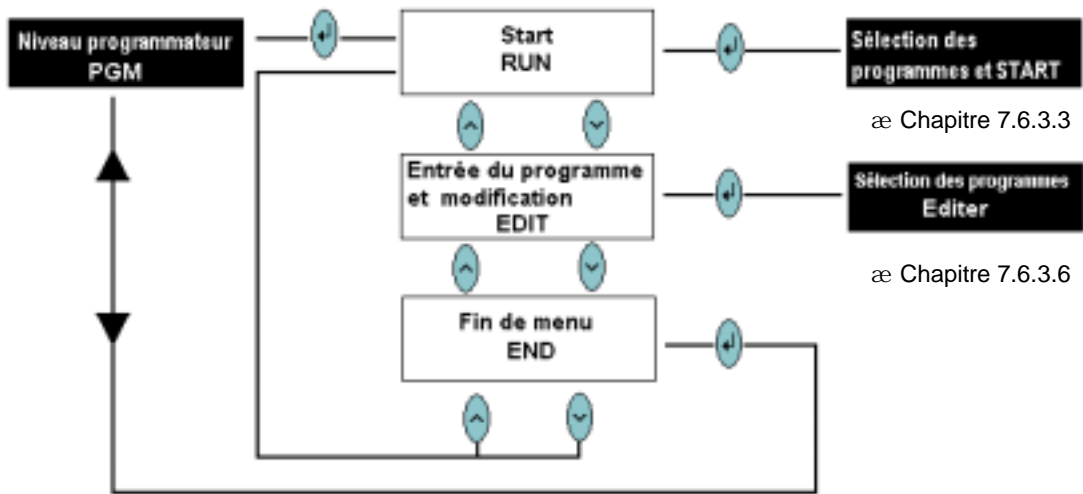 Niveau programmateur
PGM
Start
RUN
Sélection des
programmes et START
æ Chapitre 7.6.3.3
Entrée du programme
et modification
EDIT
Sélection des programmes
Editer
æ Chapitre 7.6.3.6
Fin de menu
END